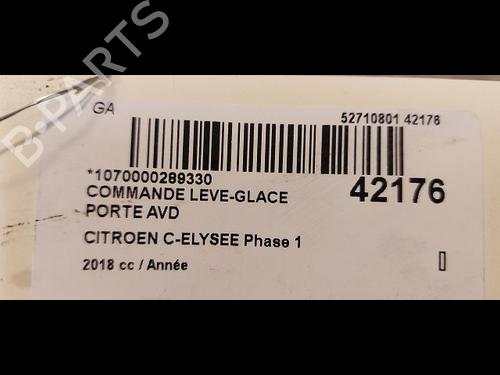 B-PARTS
GA
52710801 42176
*1070000289330
COMMANDE LEVE-GLACE
42176
PORTE AVD
CITROEN C-ELYSEE Phase 1
2018 cc / Année